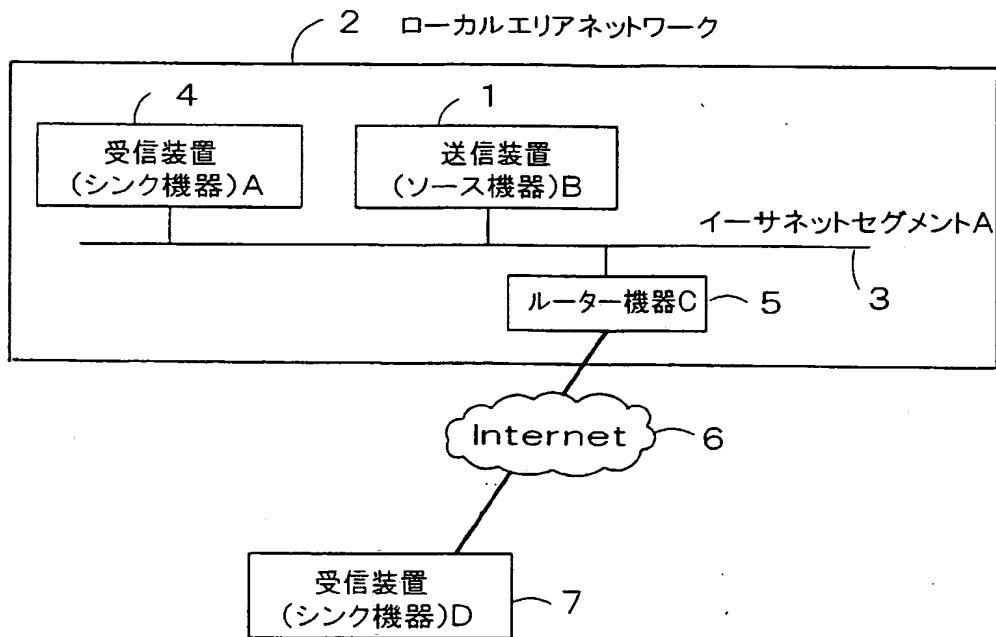 2 ローカルエリアネットワーク
4
1
受信装置
(シンク機器)A
送信装置
(ソース機器)B
イーサネットセグメントA
3
ルーター機器C
5
Internet
6
受信装置
(シンク機器)D
7